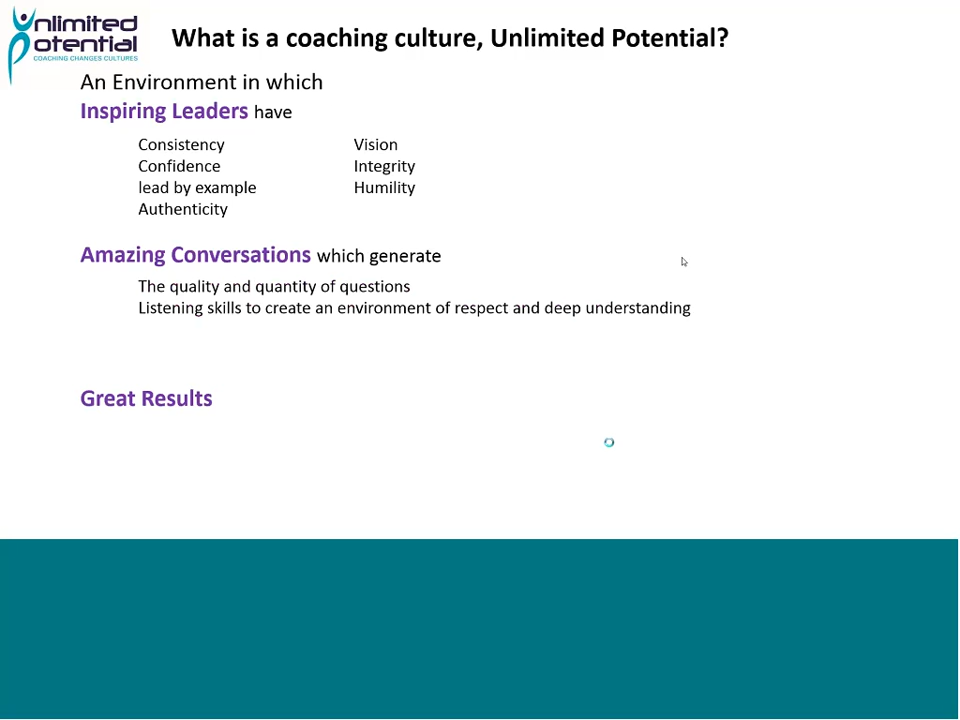 Unlimited
Potential
COACHING CHANGES CULTURES
What is a coaching culture, Unlimited Potential?
An Environment in which
Inspiring Leaders have
Consistency Vision
Confidence Integrity
lead by example Humility
Authenticity
Amazing Conversations which generate
The quality and quantity of questions
Listening skills to create an environment of respect and deep understanding
Great Results